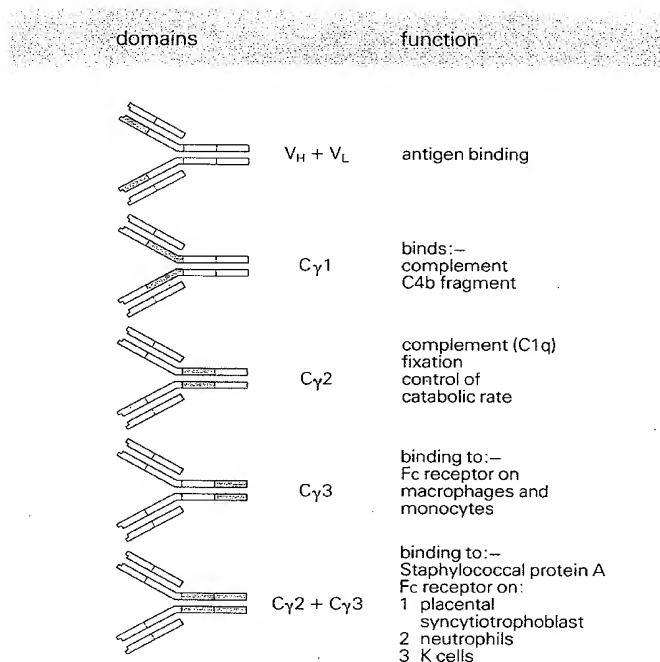 domains function
V_H + V_L antigen binding
Cγ1 binds:–
complement
C4b fragment
Cγ2 complement (C1q)
fixation
control of
catabolic rate
Cγ3 binding to:–
Fc receptor on
macrophages and
monocytes
Cγ2 + Cγ3 binding to:–
Staphylococcal protein A
Fc receptor on:
1 placental
syncytiotrophoblast
2 neutrophils
3 K cells